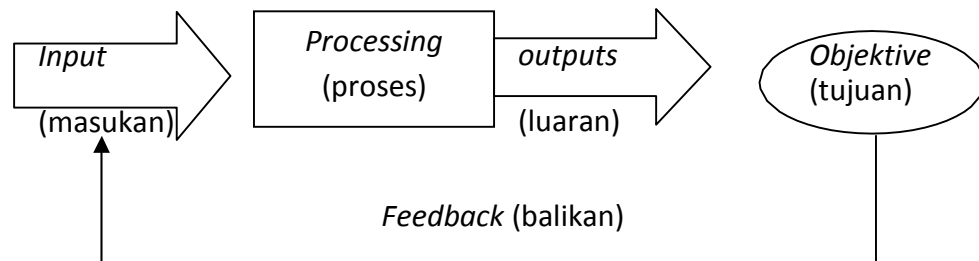 Input
(masukan)
Processing
(proses)
outputs
(luaran)
Objektive
(tujuan)
Feedback (balikan)